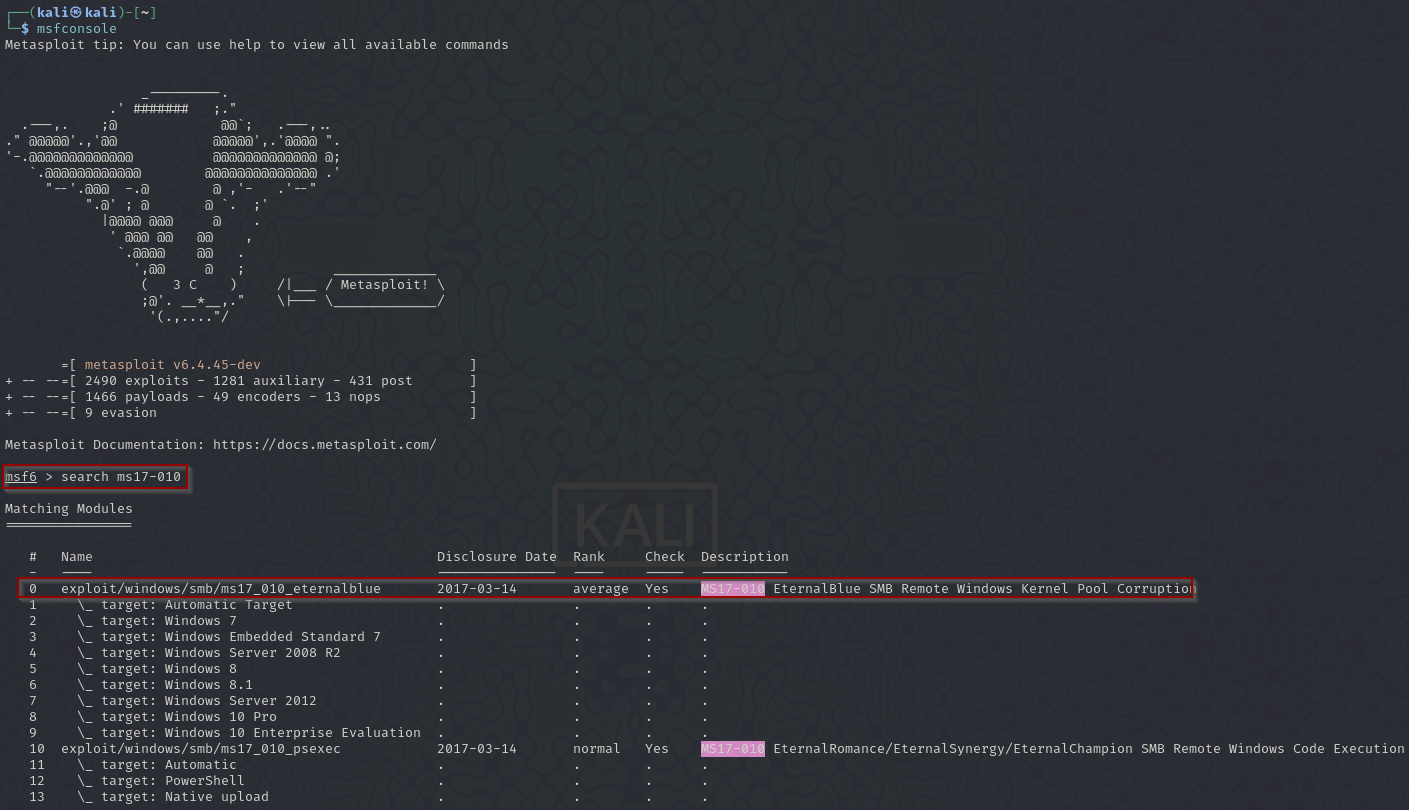 ┌──(kali㉿kali)-[~]
└─$ msfconsole
Metasploit tip: You can use help to view all available commands
              _---------.
          .' #######   ;."
  .---,.    ;@             @@`;   .---,..
." @@@@@'.,'@@            @@@@@',.'@@@@ ".
'-.@@@@@@@@@@@@@          @@@@@@@@@@@@@ @;
   `.@@@@@@@@@@@@        @@@@@@@@@@@@@@ .'
     "--'.@@@  -.@        @ ,'-   .'--"
          ".@' ; @       @ `.  ;'
            |@@@@ @@@     @    .
             ' @@@ @@   @@    ,
              `.@@@@    @@   .
                ',@@     @   ;           _____________
                 (   3 C    )     /|___ / Metasploit! \
                 ;@'. __*__,."    \|--- \_____________/
                  '(.,...."/
       =[ metasploit v6.4.45-dev                          ]
+ -- --=[ 2490 exploits - 1281 auxiliary - 431 post       ]
+ -- --=[ 1466 payloads - 49 encoders - 13 nops           ]
+ -- --=[ 9 evasion                                       ]
Metasploit Documentation: https://docs.metasploit.com/
msf6 > search ms17-010
Matching Modules
================
   #   Name                                           Disclosure Date  Rank     Check  Description
   -   ----                                           ---------------  ----     -----  -----------
   0   exploit/windows/smb/ms17_010_eternalblue       2017-03-14       average  Yes    MS17-010 EternalBlue SMB Remote Windows Kernel Pool Corruption
   1     \_ target: Automatic Target                  .                .        .      .
   2     \_ target: Windows 7                         .                .        .      .
   3     \_ target: Windows Embedded Standard 7       .                .        .      .
   4     \_ target: Windows Server 2008 R2            .                .        .      .
   5     \_ target: Windows 8                         .                .        .      .
   6     \_ target: Windows 8.1                       .                .        .      .
   7     \_ target: Windows Server 2012               .                .        .      .
   8     \_ target: Windows 10 Pro                    .                .        .      .
   9     \_ target: Windows 10 Enterprise Evaluation  .                .        .      .
   10  exploit/windows/smb/ms17_010_psexec            2017-03-14       normal   Yes    MS17-010 EternalRomance/EternalSynergy/EternalChampion SMB Remote Windows Code Execution
   11    \_ target: Automatic                         .                .        .      .
   12    \_ target: PowerShell                        .                .        .      .
   13    \_ target: Native upload                     .                .        .      .
KALI